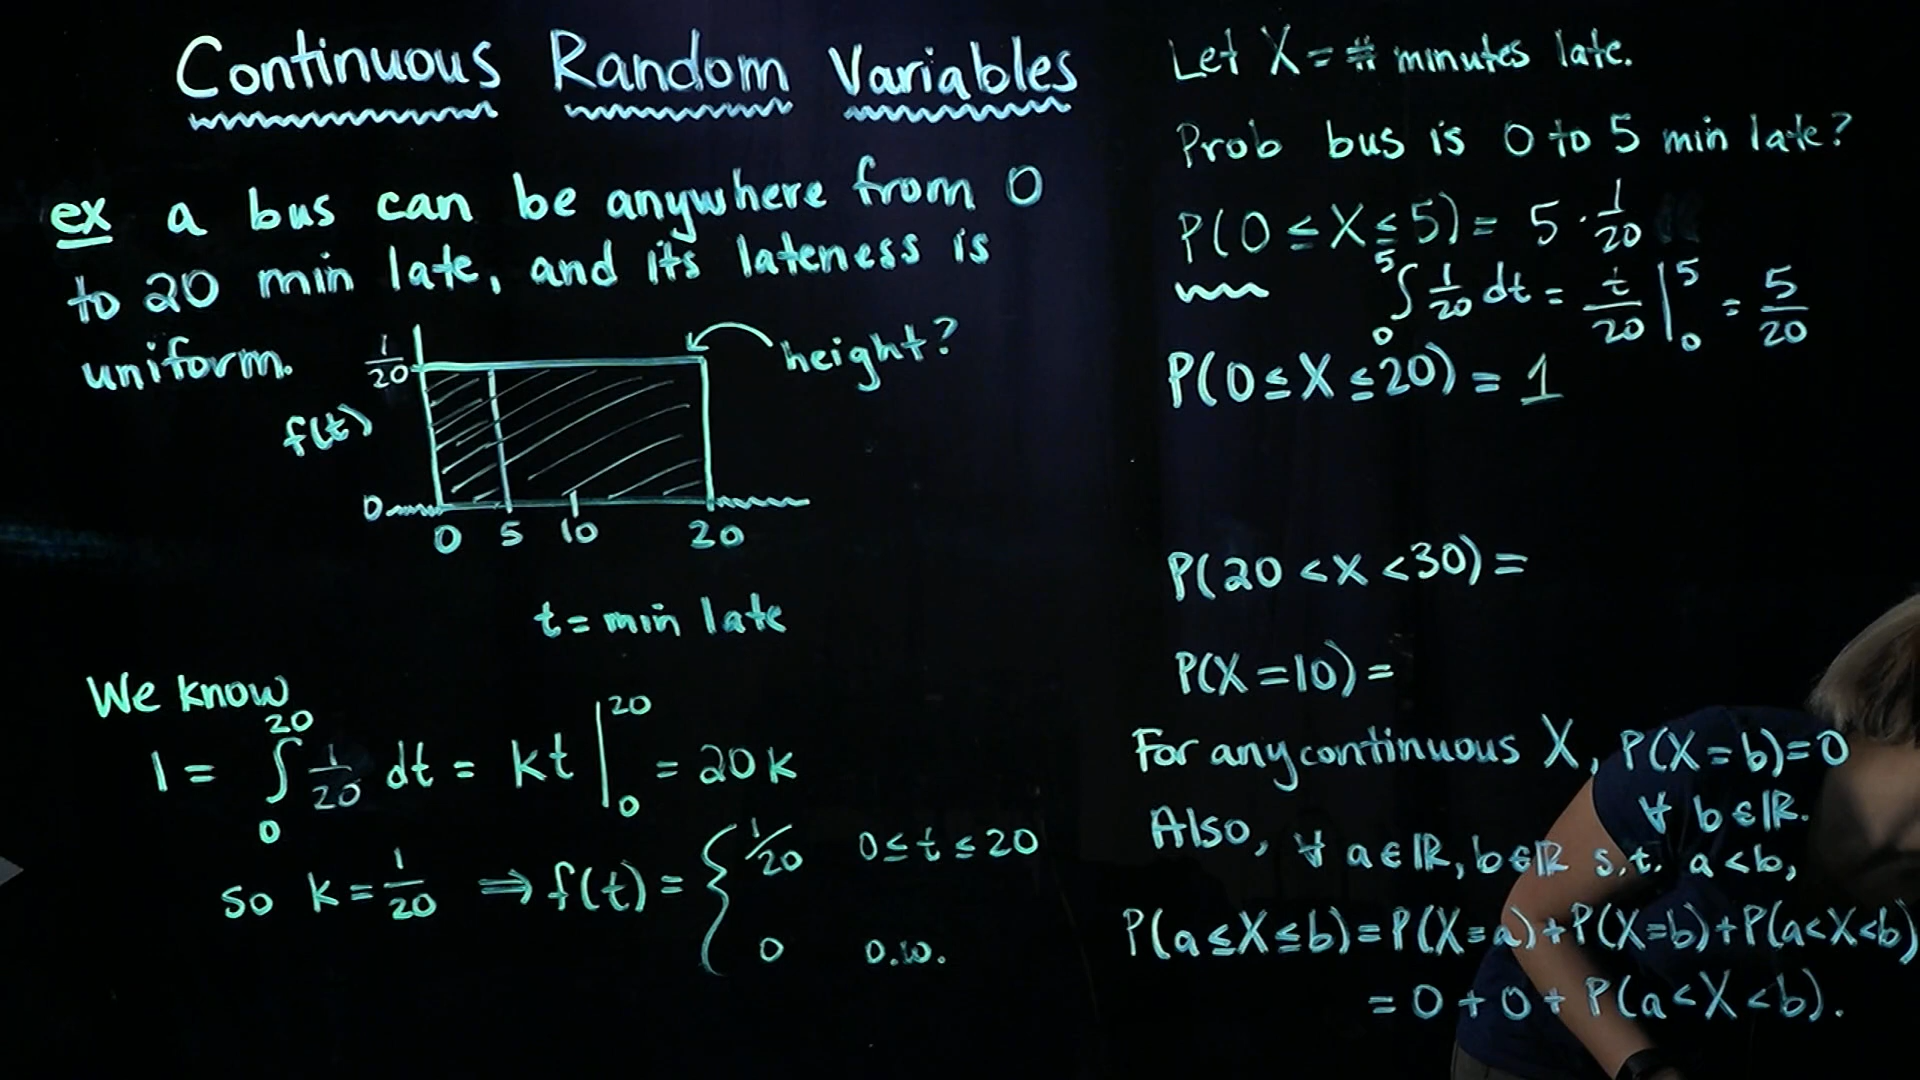 Continuous Random Variables
ex a bus can be anywhere from 0
to 20 min late, and its lateness is
uniform.
height?
1/20
f(t)
0
0 5 10 20
t = min late
We know
1 = ∫₀²⁰ 1/20 dt = kt |₀²⁰ = 20k
so k = 1/20 ⇒ f(t) = { 1/20 0 ≤ t ≤ 20
0 o.w.
Let X = # minutes late.
Prob bus is 0 to 5 min late?
P(0 ≤ X ≤ 5) = 5 · 1/20
∫₀⁵ 1/20 dt = t/20 |₀⁵ = 5/20
P(0 ≤ X ≤ 20) = 1
P(20 < X < 30) =
P(X = 10) =
For any continuous X, P(X = b) = 0
∀ b ∈ ℝ.
Also, ∀ a ∈ ℝ, b ∈ ℝ s.t. a < b,
P(a ≤ X ≤ b) = P(X = a) + P(X = b) + P(a < X < b)
= 0 + 0 + P(a < X < b).